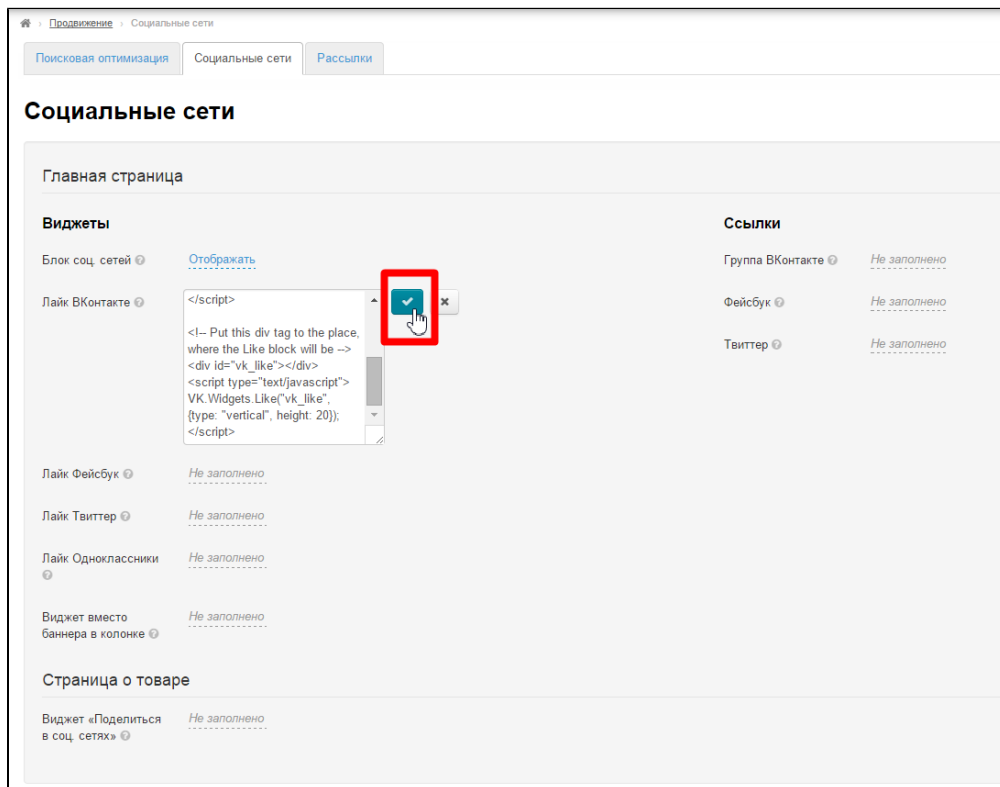 Продвижение › Социальные сети
Поисковая оптимизация Социальные сети Рассылки
Социальные сети
Главная страница
Виджеты
Блок соц. сетей Отображать
Лайк ВКонтакте
</script>
<!-- Put this div tag to the place,
where the Like block will be -->
<div id="vk_like"></div>
<script type="text/javascript">
VK.Widgets.Like("vk_like",
{type: "vertical", height: 20});
</script>
Лайк Фейсбук Не заполнено
Лайк Твиттер Не заполнено
Лайк Одноклассники Не заполнено
Виджет вместо Не заполнено
баннера в колонке
Ссылки
Группа ВКонтакте Не заполнено
Фейсбук Не заполнено
Твиттер Не заполнено
Страница о товаре
Виджет «Поделиться Не заполнено
в соц. сетях»